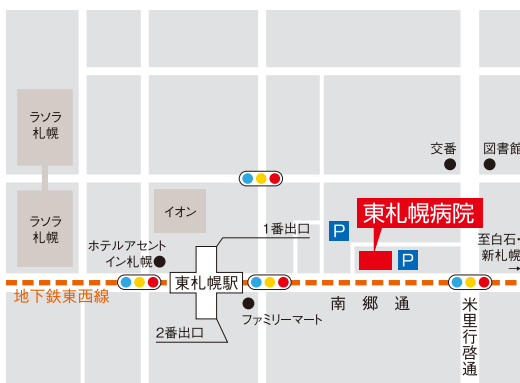 ラソラ
札幌
交番
図書館
ラソラ
札幌
イオン
東札幌病院
P
1番出口
ホテルアセント
イン札幌
至白石・
新札幌
→
P
東札幌駅
地下鉄東西線
南郷通
米里行啓通
ファミリーマート
2番出口